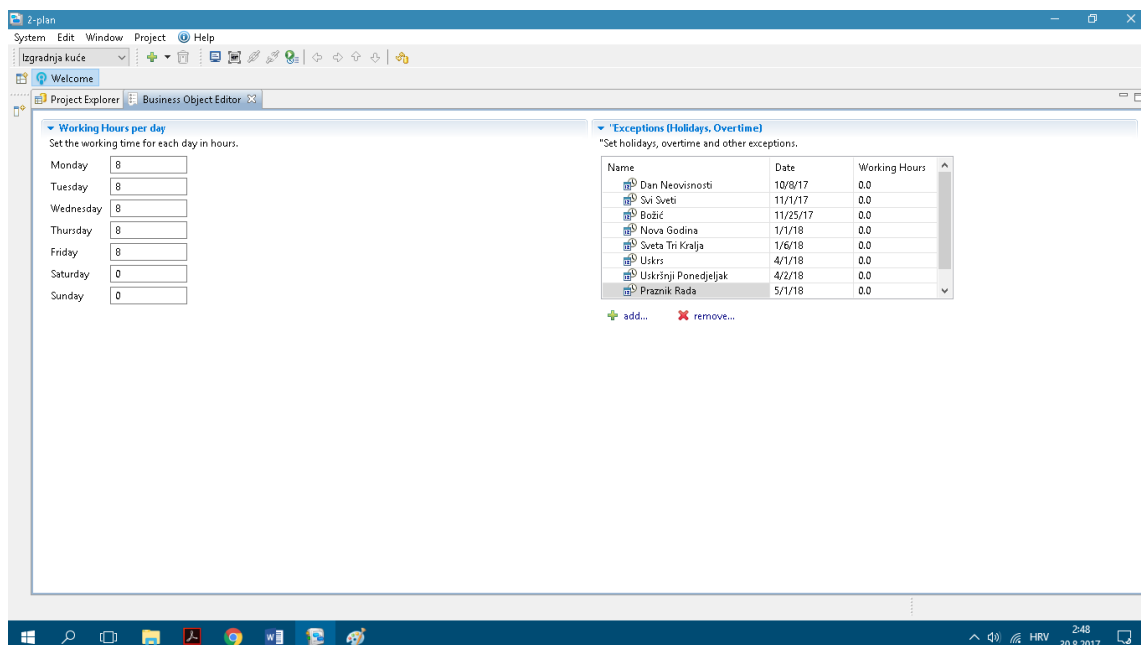 2-plan
System Edit Window Project Help
Izgradnja kuće
Welcome
Project Explorer Business Object Editor
Working Hours per day
Set the working time for each day in hours.
Monday 8
Tuesday 8
Wednesday 8
Thursday 8
Friday 8
Saturday 0
Sunday 0
"Exceptions (Holidays, Overtime)
"Set holidays, overtime and other exceptions.
Name Date Working Hours
Dan Neovisnosti 10/8/17 0.0
Svi Sveti 11/1/17 0.0
Božić 11/25/17 0.0
Nova Godina 1/1/18 0.0
Sveta Tri Kralja 1/6/18 0.0
Uskrs 4/1/18 0.0
Uskršnji Ponedjeljak 4/2/18 0.0
Praznik Rada 5/1/18 0.0
add... remove...
HRV 2:48
30.8.2017